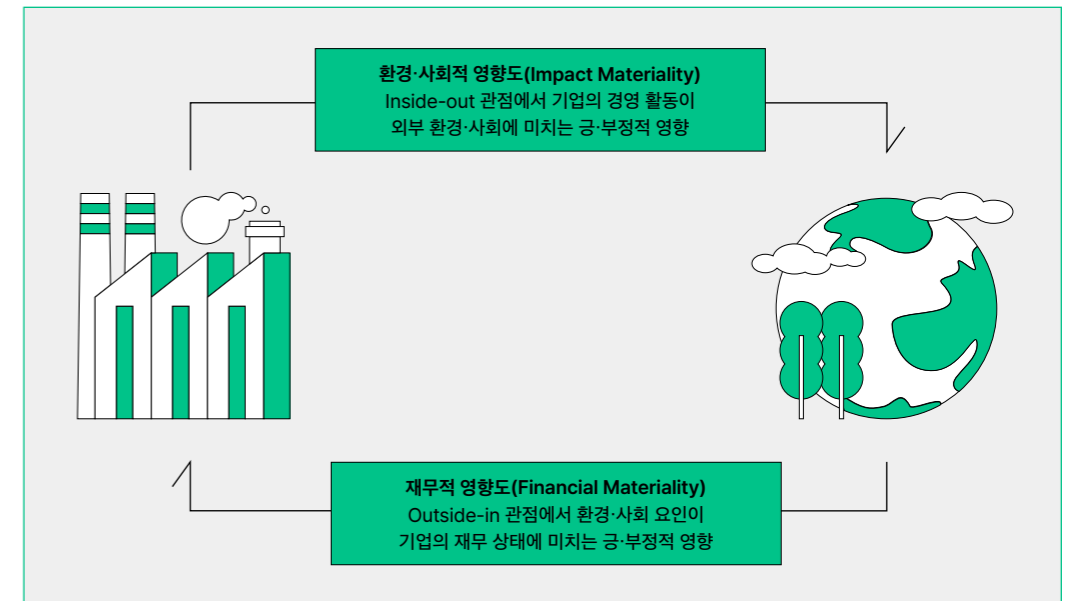 환경·사회적 영향도(Impact Materiality)
Inside-out 관점에서 기업의 경영 활동이
외부 환경·사회에 미치는 긍·부정적 영향
재무적 영향도(Financial Materiality)
Outside-in 관점에서 환경·사회 요인이
기업의 재무 상태에 미치는 긍·부정적 영향